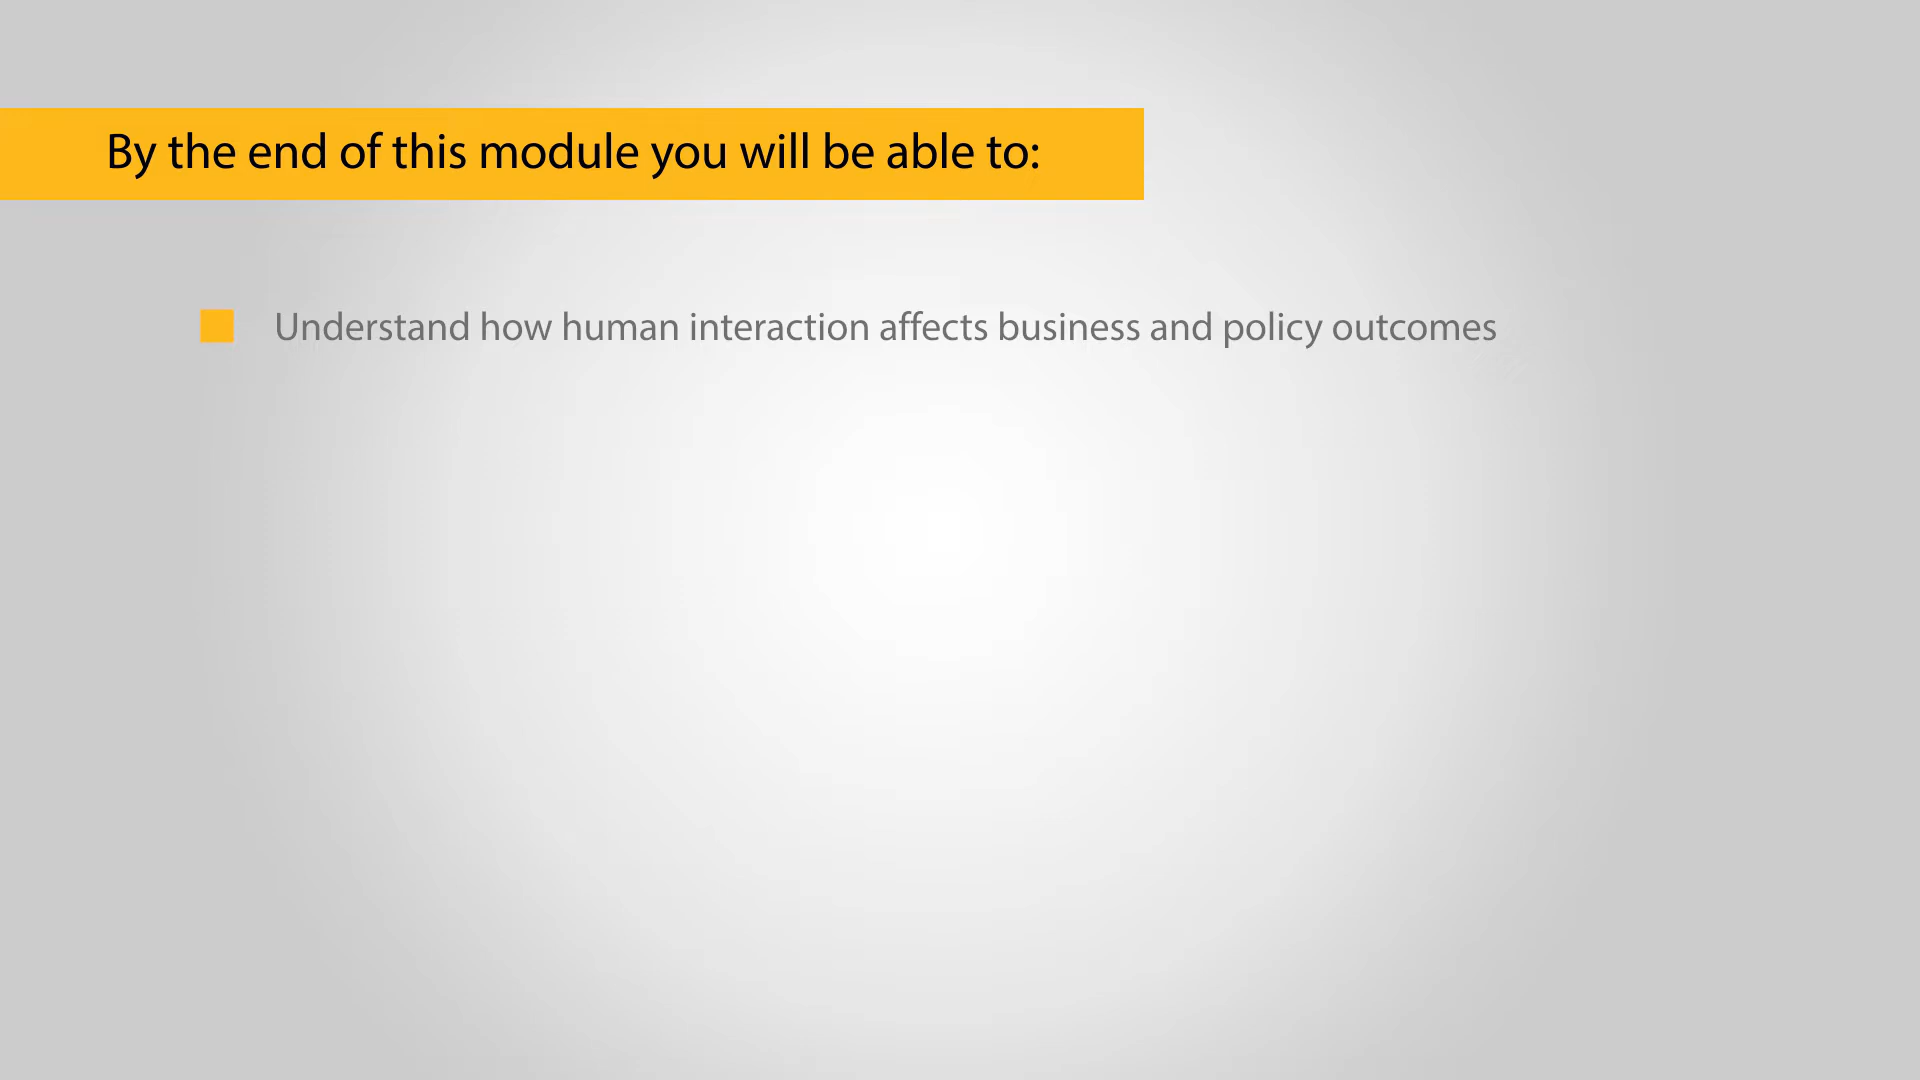 By the end of this module you will be able to:
Understand how human interaction affects business and policy outcomes